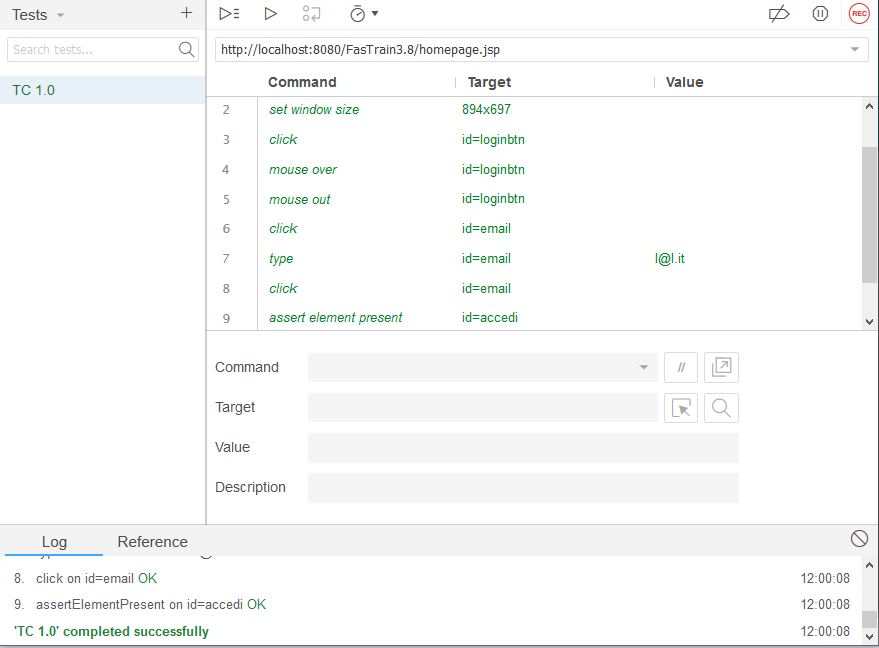 Tests
REC
Search tests...
http://localhost:8080/FasTrain3.8/homepage.jsp
TC 1.0
Command Target Value
2 set window size 894x697
3 click id=loginbtn
4 mouse over id=loginbtn
5 mouse out id=loginbtn
6 click id=email
7 type id=email l@l.it
8 click id=email
9 assert element present id=accedi
Command
//
Target
Value
Description
Log Reference
8. click on id=email OK 12:00:08
9. assertElementPresent on id=accedi OK 12:00:08
'TC 1.0' completed successfully 12:00:08